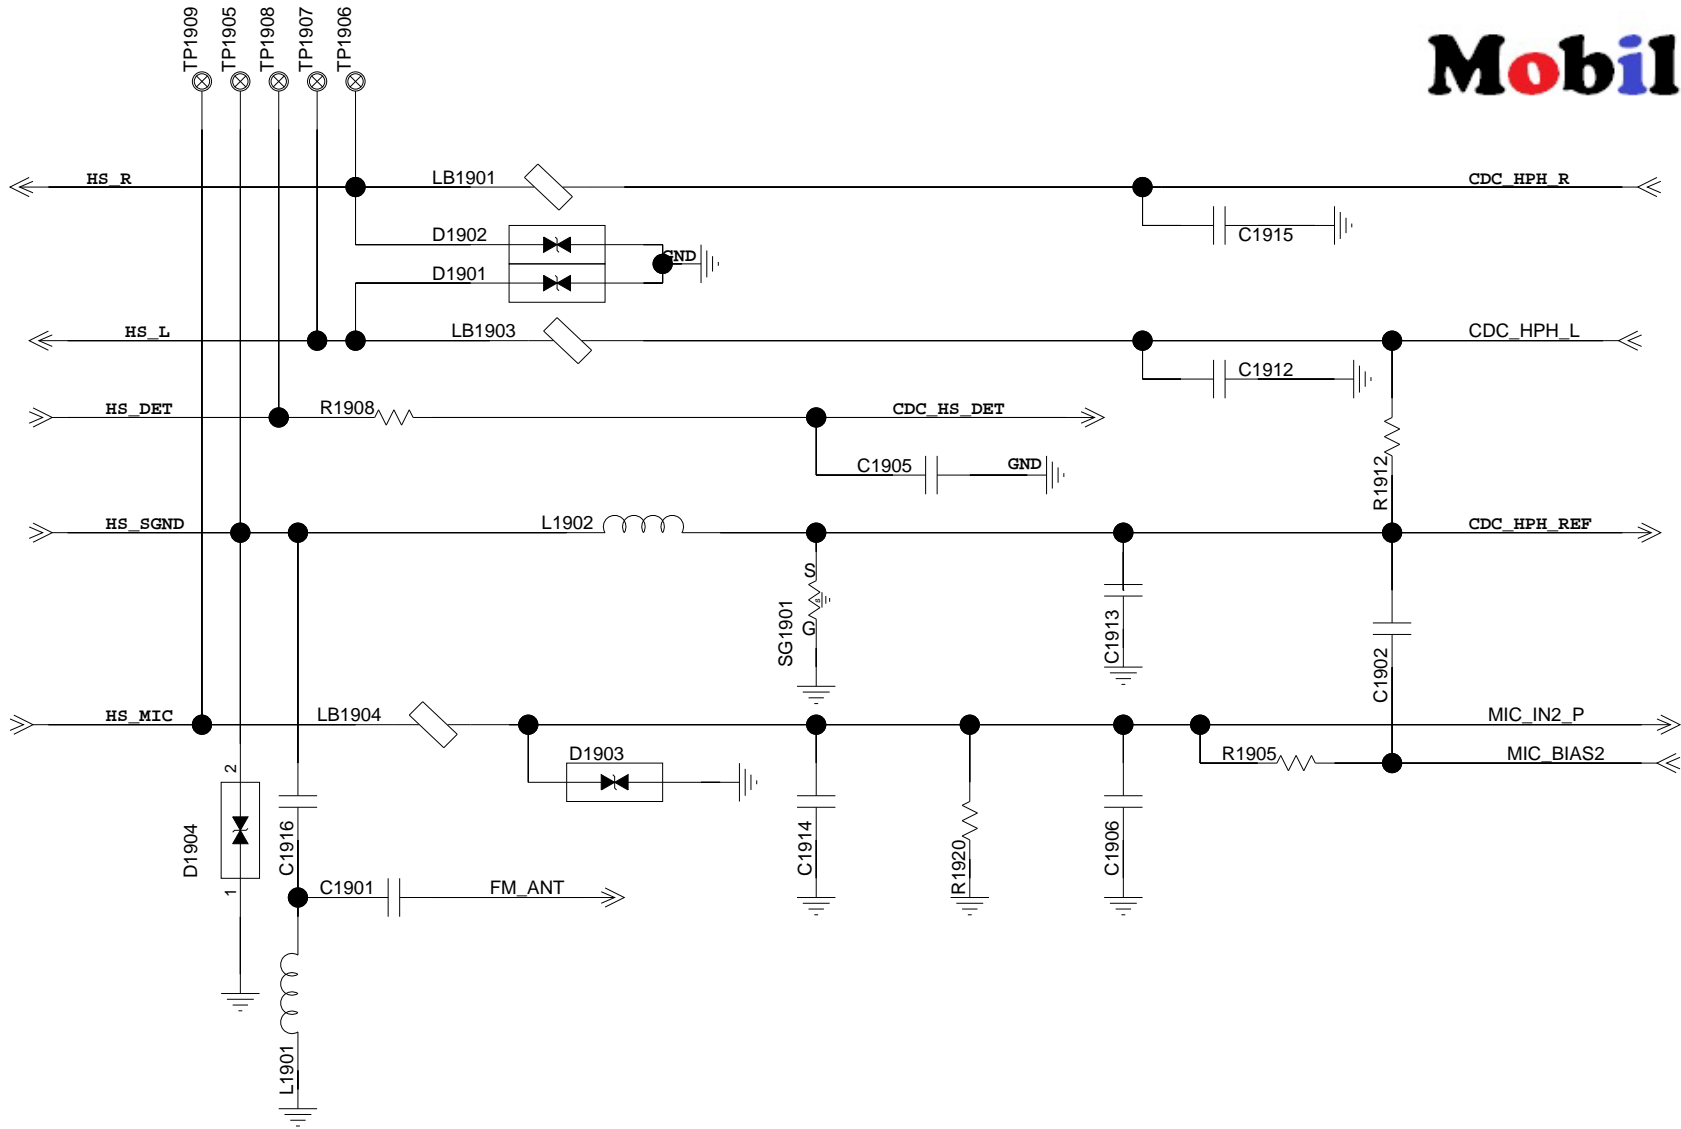 TP1909
TP1905
TP1908
TP1907
TP1906
Mobil
HS_R
LB1901
CDC_HPH_R
D1902
C1915
GND
D1901
HS_L
LB1903
CDC_HPH_L
C1912
HS_DET
R1908
CDC_HS_DET
C1905
GND
R1912
HS_SGND
L1902
CDC_HPH_REF
S
SG1901
G
C1913
C1902
HS_MIC
LB1904
MIC_IN2_P
D1903
R1905
MIC_BIAS2
2
D1904
1
C1916
C1914
R1920
C1906
C1901
FM_ANT
L1901